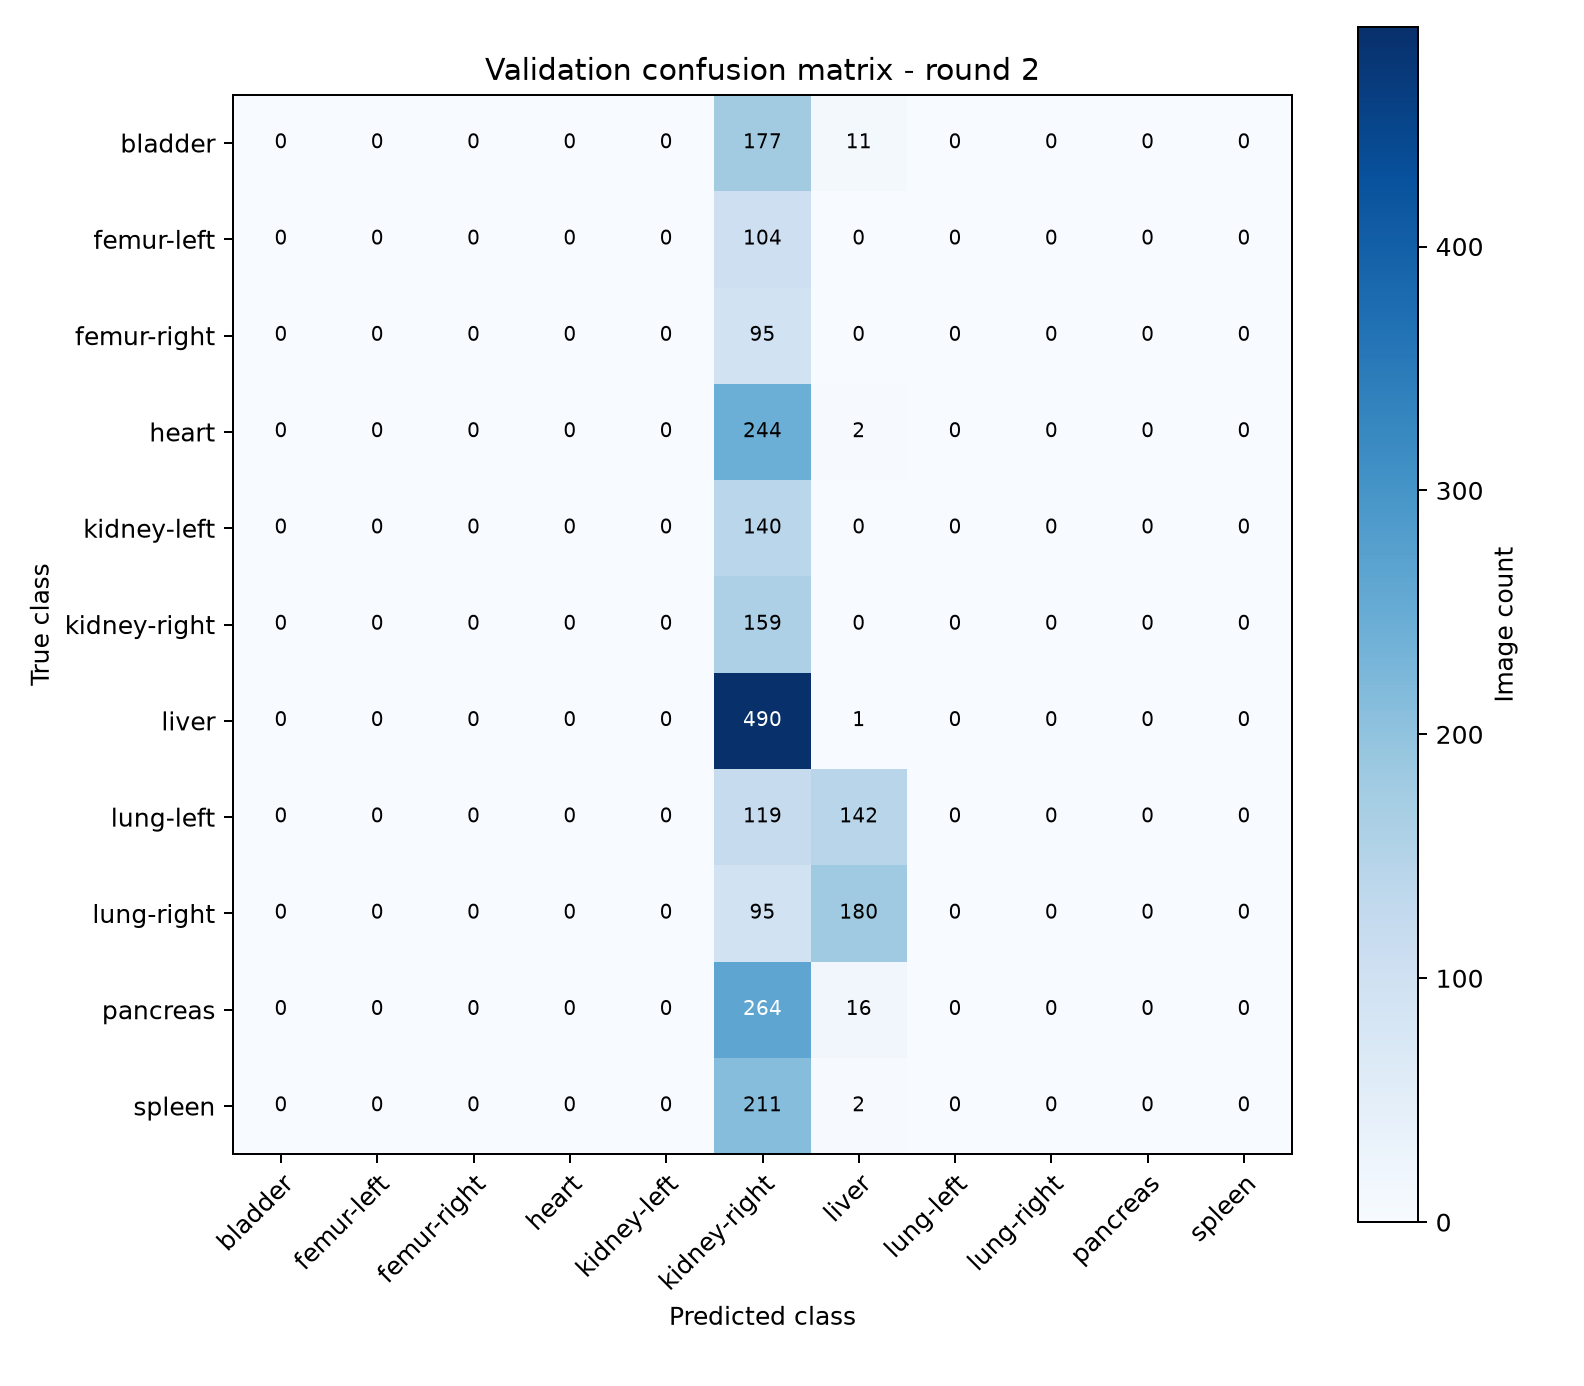 Validation confusion matrix - round 2
bladder 0 0 0 0 0 177 11 0 0 0 0
femur-left 0 0 0 0 0 104 0 0 0 0 0
femur-right 0 0 0 0 0 95 0 0 0 0 0
heart 0 0 0 0 0 244 2 0 0 0 0
kidney-left 0 0 0 0 0 140 0 0 0 0 0
kidney-right 0 0 0 0 0 159 0 0 0 0 0
liver 0 0 0 0 0 490 1 0 0 0 0
lung-left 0 0 0 0 0 119 142 0 0 0 0
lung-right 0 0 0 0 0 95 180 0 0 0 0
pancreas 0 0 0 0 0 264 16 0 0 0 0
spleen 0 0 0 0 0 211 2 0 0 0 0
bladder femur-left femur-right heart kidney-left kidney-right liver lung-left lung-right pancreas spleen
Predicted class
True class
400
300
200
100
0
Image count